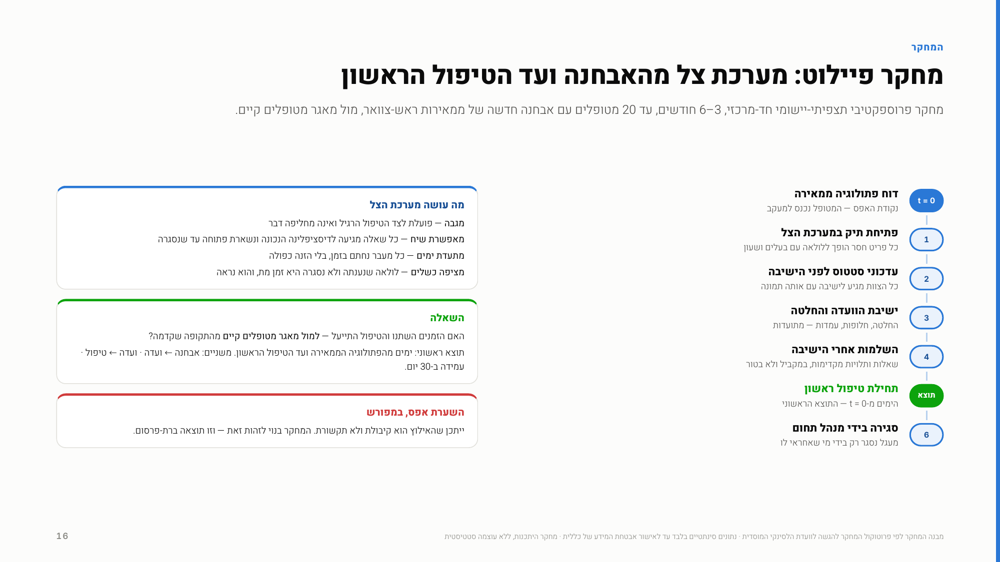 המחקר
מחקר פיילוט: מערכת צל מהאבחנה ועד הטיפול הראשון
מחקר פרוספקטיבי תצפיתי-יישומי חד-מרכזי, 3–6 חודשים, עד 20 מטופלים עם אבחנה חדשה של ממאירות ראש-צוואר, מול מאגר מטופלים קיים.
t = 0
דוח פתולוגיה ממאירה
נקודת האפס — המטופל נכנס למעקב
1
פתיחת תיק במערכת הצל
כל פריט חסר הופך ללולאה עם בעלים ושעון
2
עדכוני סטטוס לפני הישיבה
כל הצוות מגיע לישיבה עם אותה תמונה
3
ישיבת הוועדה והחלטה
החלטה, חלופות, עמדות — מתועדות
4
השלמות אחרי הישיבה
שאלות ותלויות מקדימות, במקביל ולא בטור
תוצא
תחילת טיפול ראשון
הימים מ-t = 0 — התוצא הראשוני
6
סגירה בידי מנהל תחום
מעגל נסגר רק בידי מי שאחראי לו
מה עושה מערכת הצל
מגבה — פועלת לצד הטיפול הרגיל ואינה מחליפה דבר
מאפשרת שיח — כל שאלה מגיעה לדיסציפלינה הנכונה ונשארת פתוחה עד שנסגרה
מתעדת ימים — כל מעבר נחתם בזמן, בלי הזנה כפולה
מציפה כשלים — לולאה שנענתה ולא נסגרה היא זמן מת, והוא נראה
השאלה
האם הזמנים השתנו והטיפול התייעל — למול מאגר מטופלים קיים מהתקופה שקדמה?
תוצא ראשוני: ימים מהפתולוגיה הממאירה ועד הטיפול הראשון. משניים: אבחנה ← ועדה · ועדה ← טיפול ·
עמידה ב-30 יום.
השערת אפס, במפורש
ייתכן שהאילוץ הוא קיבולת ולא תקשורת. המחקר בנוי לזהות זאת — וזו תוצאה ברת-פרסום.
מבנה המחקר לפי פרוטוקול המחקר להגשה לוועדת הלסינקי המוסדית · נתונים סינתטיים בלבד עד לאישור אבטחת המידע של כללית · מחקר היתכנות, ללא עוצמה סטטיסטית
16